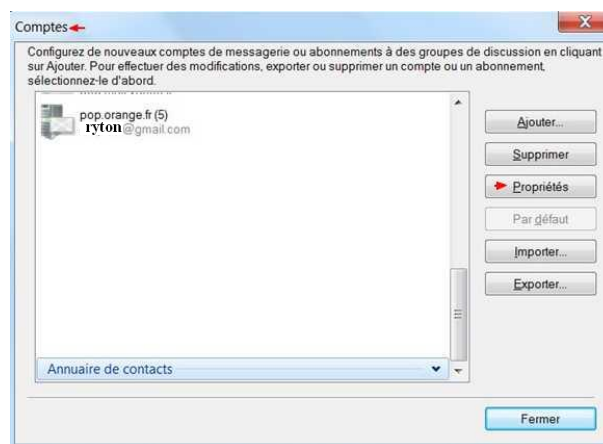 Comptes
Configurez de nouveaux comptes de messagerie ou abonnements à des groupes de discussion en cliquant
sur Ajouter. Pour effectuer des modifications, exporter ou supprimer un compte ou un abonnement,
sélectionnez-le d'abord.
pop.orange.fr (5)
ryton@gmail.com
Ajouter...
Supprimer
Propriétés
Par défaut
Importer...
Exporter...
Annuaire de contacts
Fermer